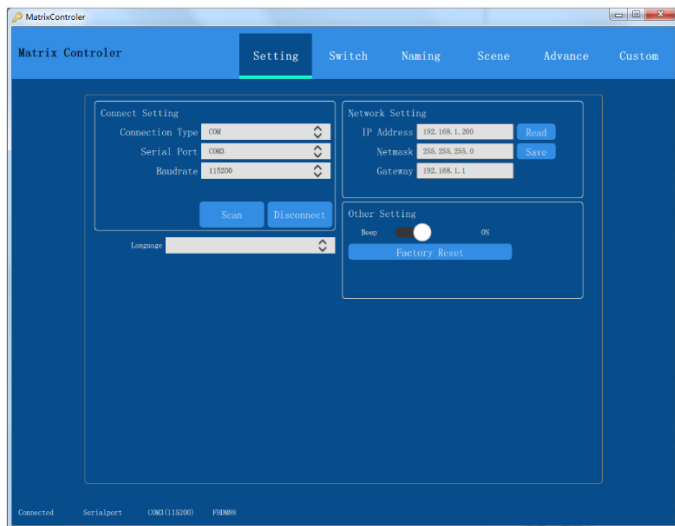 MatrixControler
Matrix Controler
Setting Switch Naming Scene Advance Custom
Connect Setting
Connection Type COM
Serial Port COM3
Baudrate 115200
Scan Disconnect
Language
Network Setting
IP Address 192.168.1.200 Read
Netmask 255.255.255.0 Save
Gateway 192.168.1.1
Other Setting
Beep ON
Factory Reset
Connected Serialport COM3(115200) FHDM88